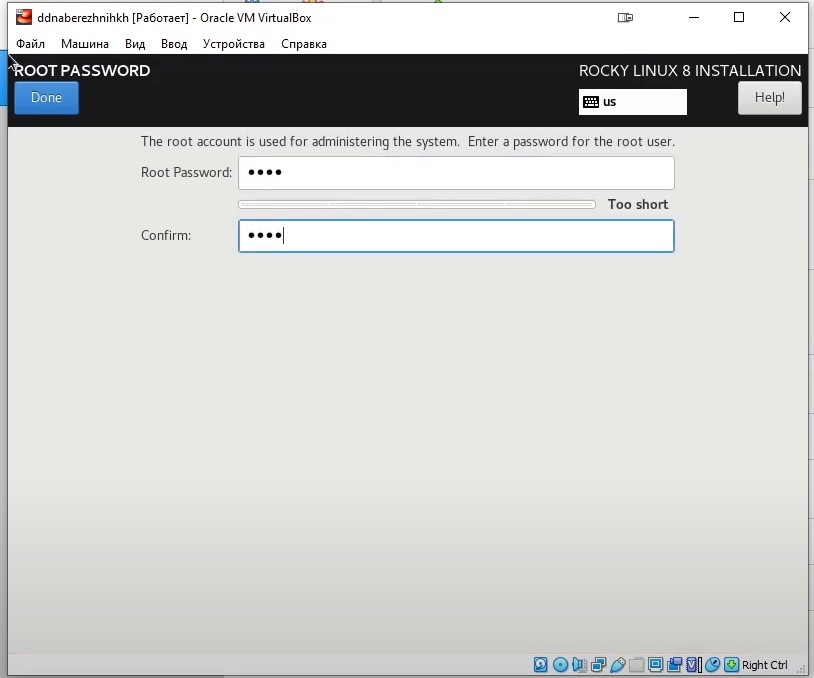 ddnaberezhnihkh [Работает] - Oracle VM VirtualBox
Файл Машина Вид Ввод Устройства Справка
ROOT PASSWORD
ROCKY LINUX 8 INSTALLATION
Done
us
Help!
The root account is used for administering the system. Enter a password for the root user.
Root Password: ••••
Too short
Confirm: ••••
Right Ctrl